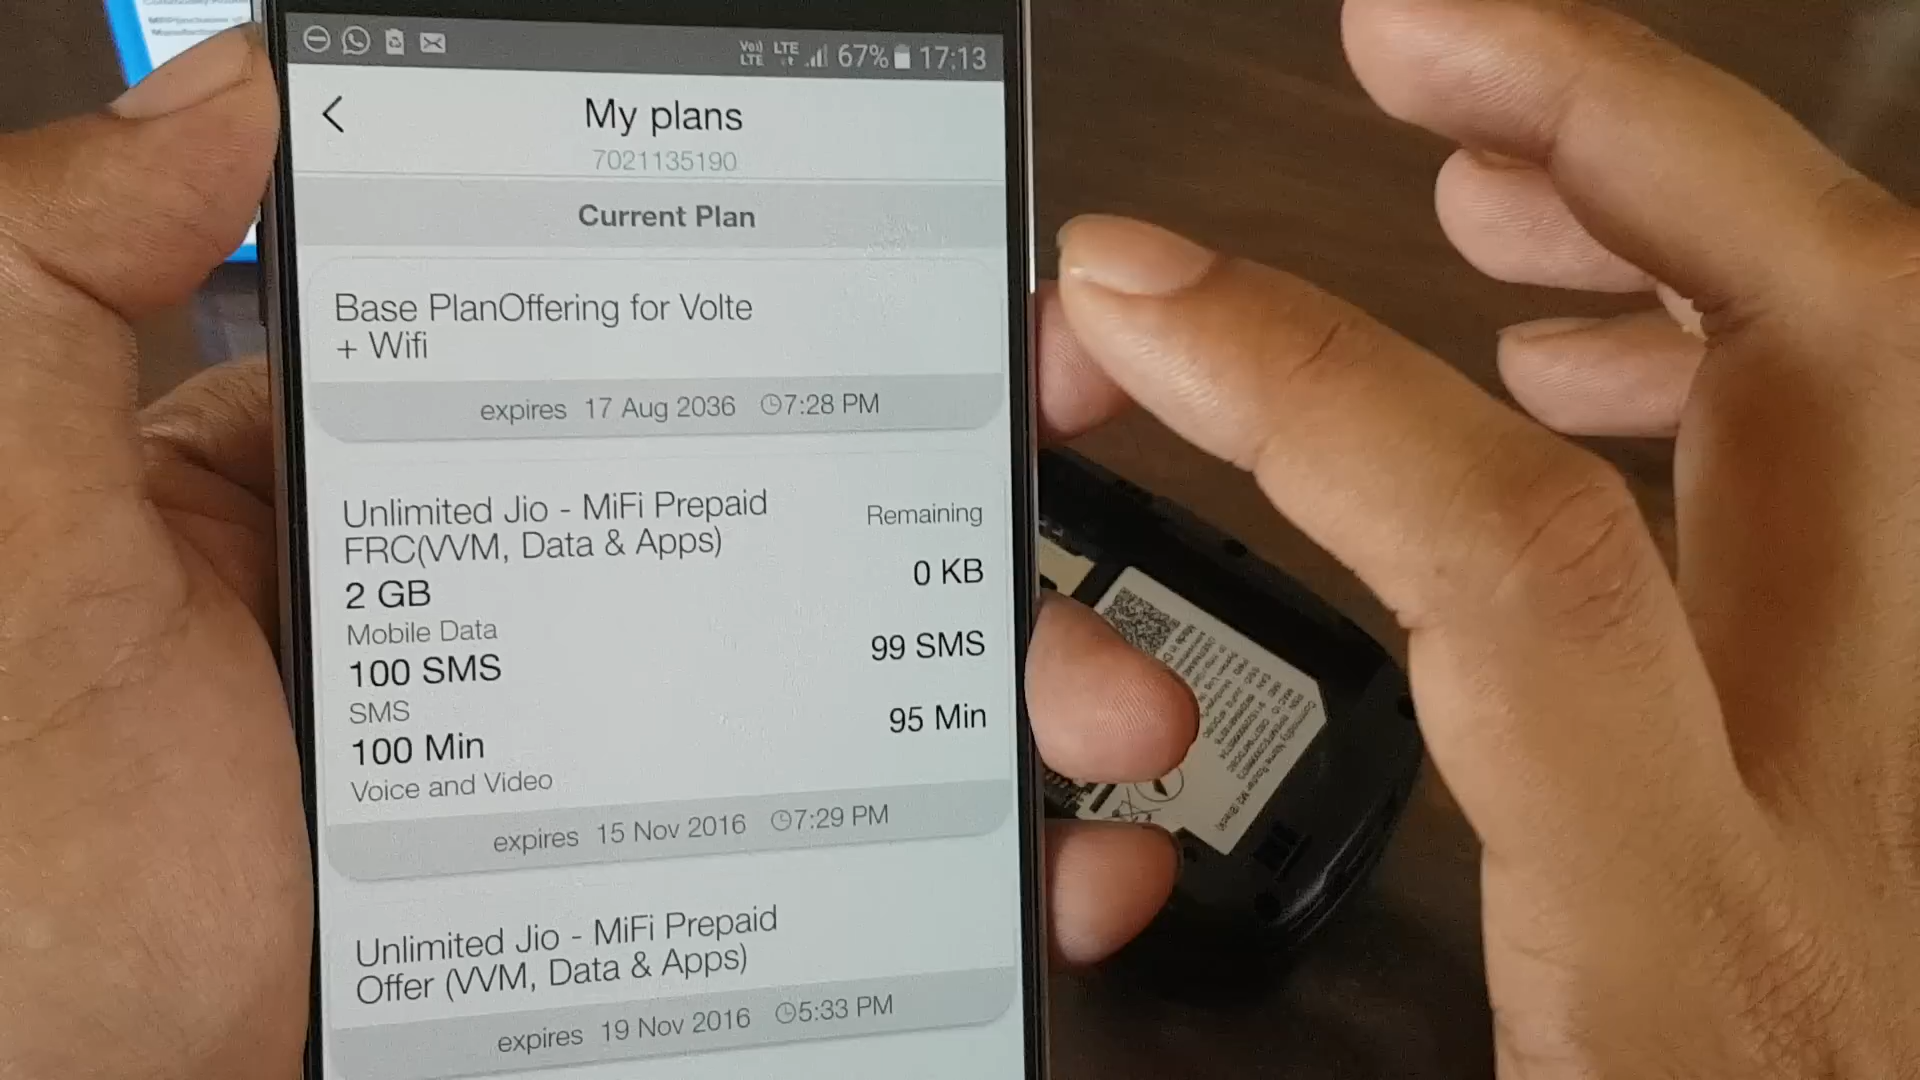 VoLTE LTE 67% 17:13
My plans
7021135190
Current Plan
Base PlanOffering for Volte
+ Wifi
expires 17 Aug 2036 7:28 PM
Unlimited Jio - MiFi Prepaid
FRC(VVM, Data & Apps)
Remaining
2 GB
0 KB
Mobile Data
100 SMS
99 SMS
SMS
100 Min
95 Min
Voice and Video
expires 15 Nov 2016 7:29 PM
Unlimited Jio - MiFi Prepaid
Offer (VVM, Data & Apps)
expires 19 Nov 2016 5:33 PM